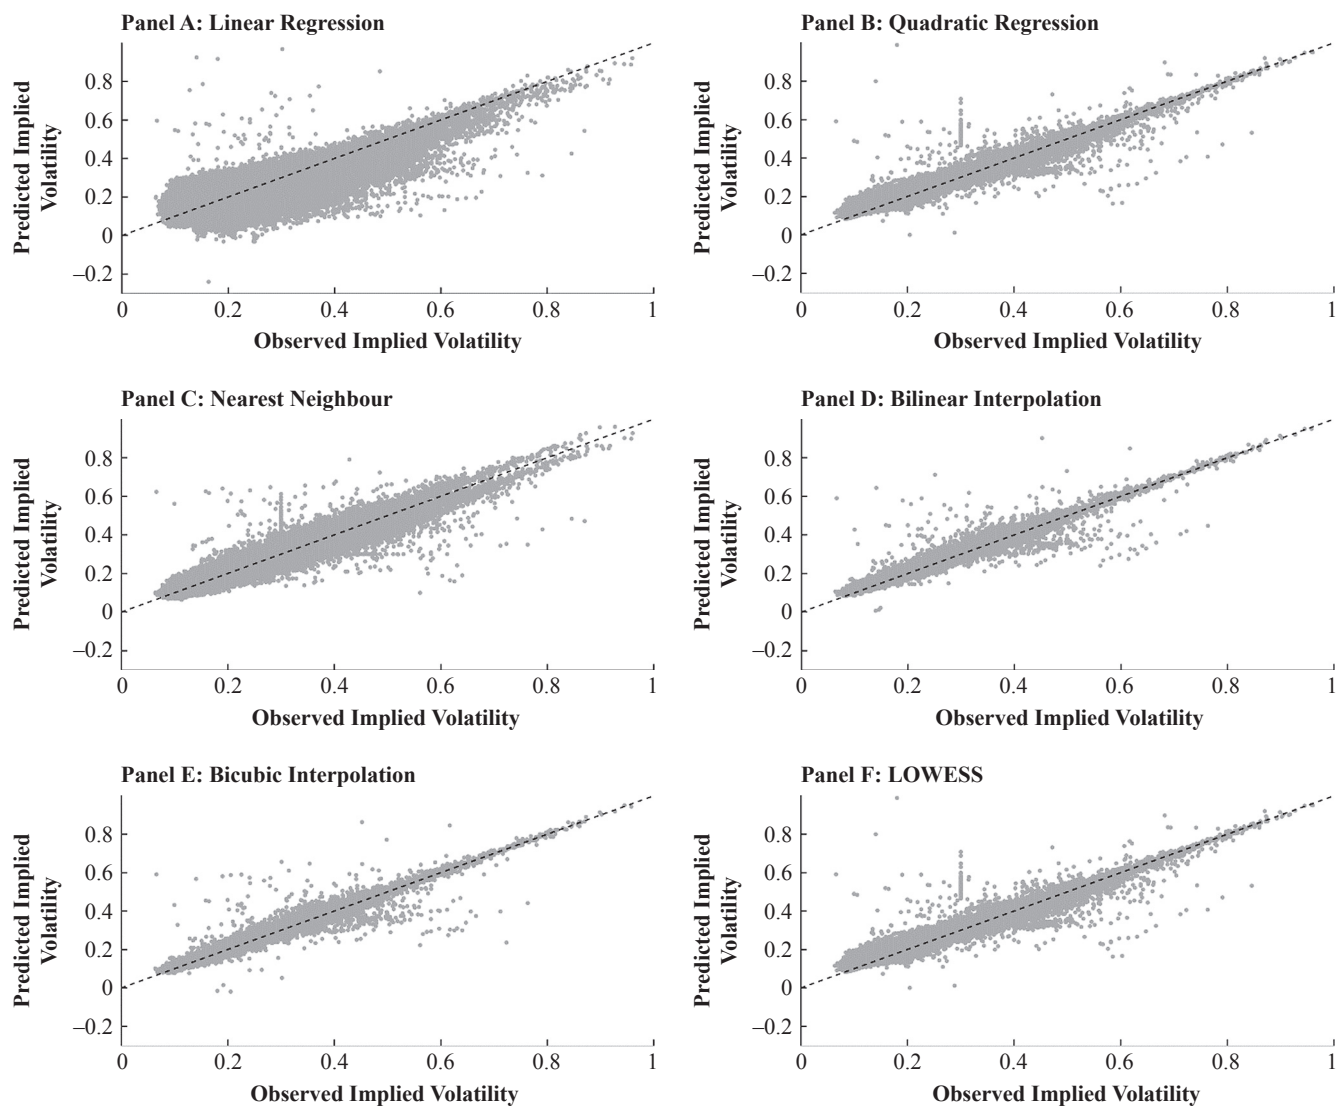 Panel A: Linear Regression
Predicted Implied
Volatility
0.8
0.6
0.4
0.2
0
–0.2
0 0.2 0.4 0.6 0.8 1
Observed Implied Volatility
Panel B: Quadratic Regression
Predicted Implied
Volatility
0.8
0.6
0.4
0.2
0
–0.2
0 0.2 0.4 0.6 0.8 1
Observed Implied Volatility
Panel C: Nearest Neighbour
Predicted Implied
Volatility
0.8
0.6
0.4
0.2
0
–0.2
0 0.2 0.4 0.6 0.8 1
Observed Implied Volatility
Panel D: Bilinear Interpolation
Predicted Implied
Volatility
0.8
0.6
0.4
0.2
0
–0.2
0 0.2 0.4 0.6 0.8 1
Observed Implied Volatility
Panel E: Bicubic Interpolation
Predicted Implied
Volatility
0.8
0.6
0.4
0.2
0
–0.2
0 0.2 0.4 0.6 0.8 1
Observed Implied Volatility
Panel F: LOWESS
Predicted Implied
Volatility
0.8
0.6
0.4
0.2
0
–0.2
0 0.2 0.4 0.6 0.8 1
Observed Implied Volatility